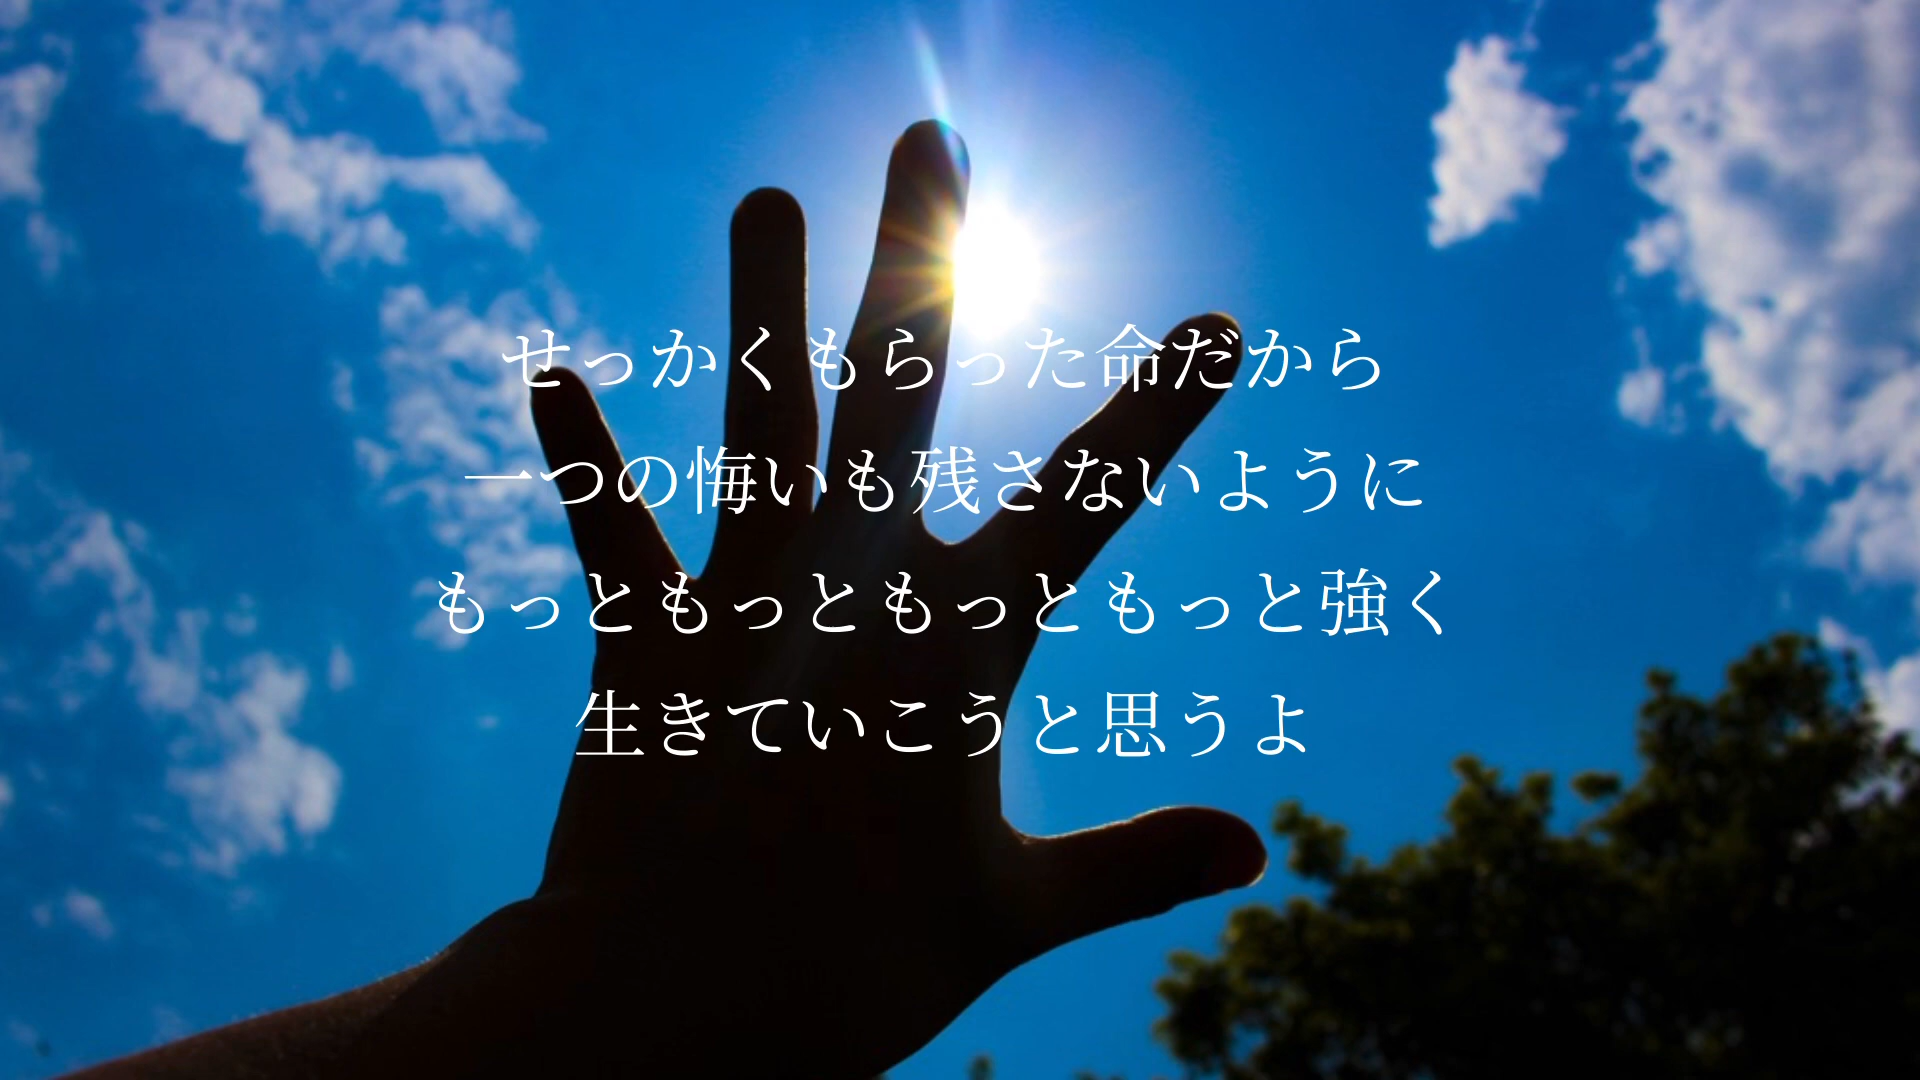 せっかくもらった命だから
一つの悔いも残さないように
もっともっともっともっと強く
生きていこうと思うよ